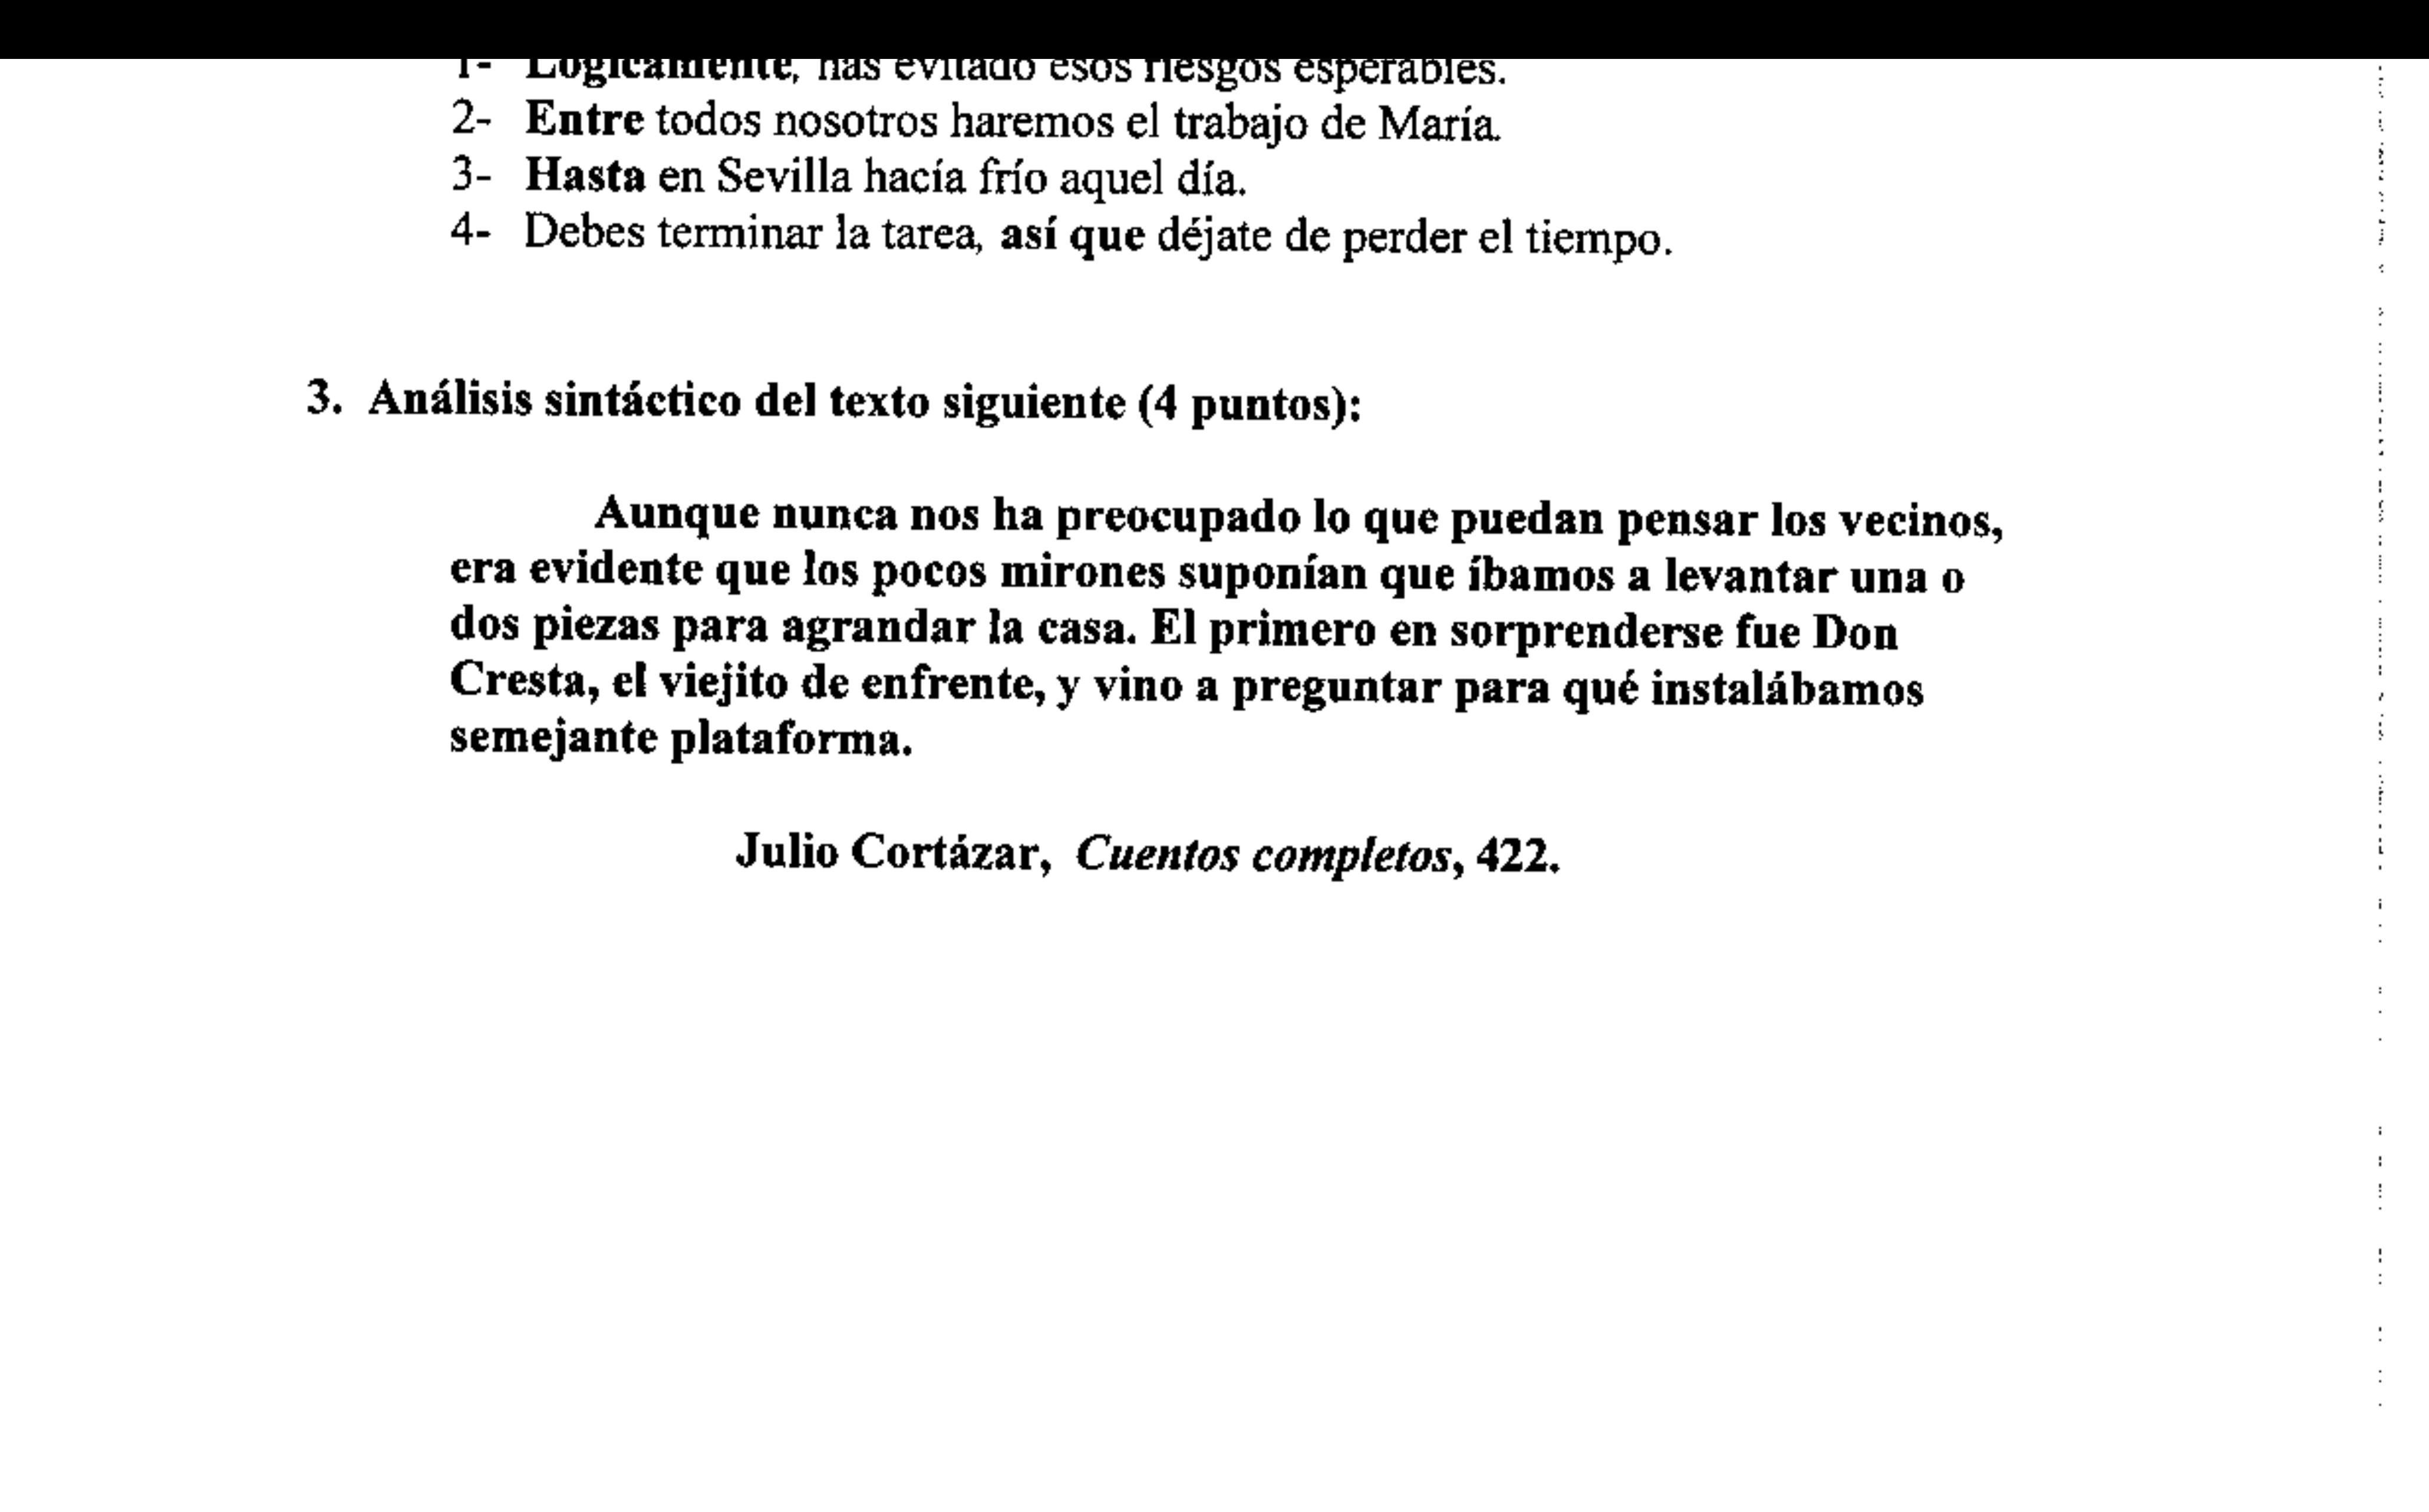 1- Lógicamente, has evitado esos riesgos esperables.
2- Entre todos nosotros haremos el trabajo de María.
3- Hasta en Sevilla hacía frío aquel día.
4- Debes terminar la tarea, así que déjate de perder el tiempo.
3. Análisis sintáctico del texto siguiente (4 puntos):
Aunque nunca nos ha preocupado lo que puedan pensar los vecinos,
era evidente que los pocos mirones suponían que íbamos a levantar una o
dos piezas para agrandar la casa. El primero en sorprenderse fue Don
Cresta, el viejito de enfrente, y vino a preguntar para qué instalábamos
semejante plataforma.
Julio Cortázar, Cuentos completos, 422.